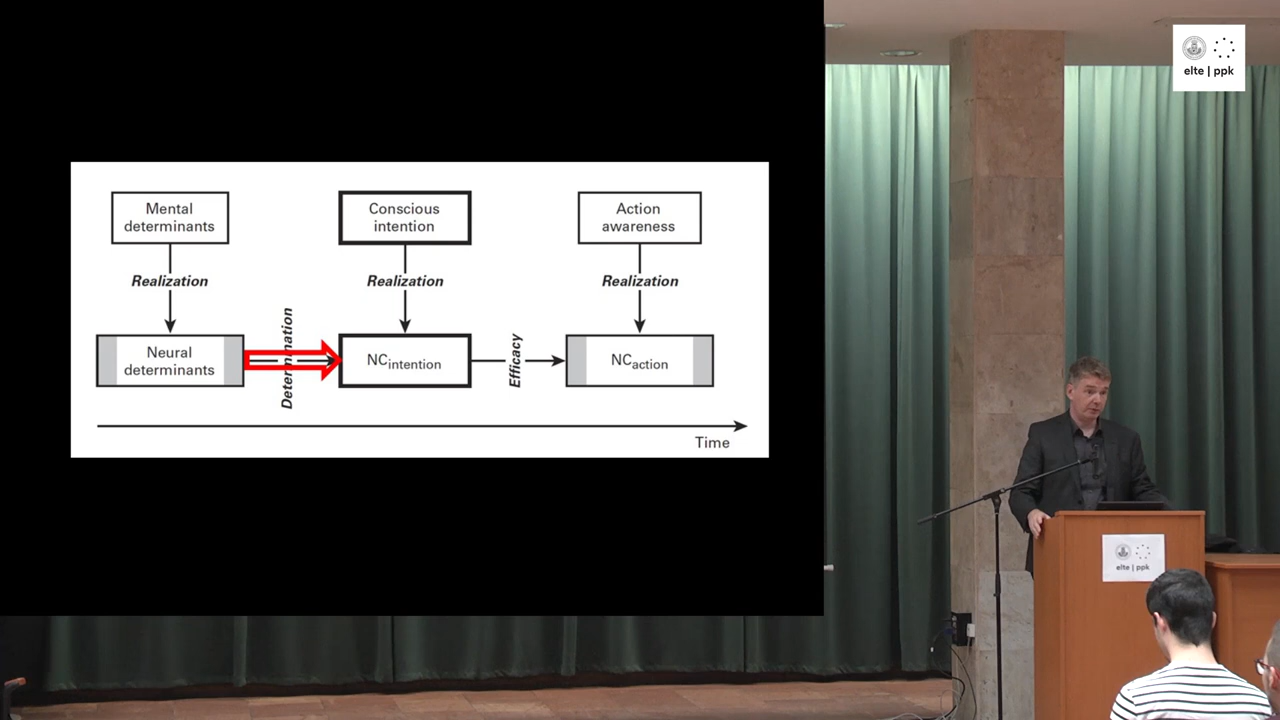 elte | ppk
Mental
determinants
Conscious
intention
Action
awareness
Realization
Realization
Realization
Neural
determinants
Determination
NCintention
Efficacy
NCaction
Time
elte | ppk